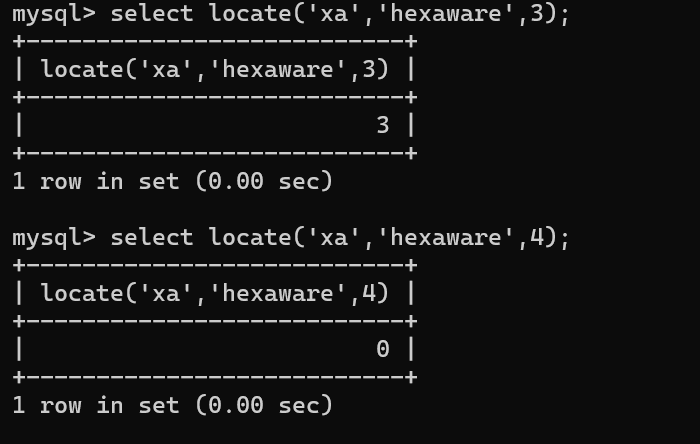 mysql> select locate('xa','hexaware',3);
+---------------------------+
| locate('xa','hexaware',3) |
+---------------------------+
|                         3 |
+---------------------------+
1 row in set (0.00 sec)

mysql> select locate('xa','hexaware',4);
+---------------------------+
| locate('xa','hexaware',4) |
+---------------------------+
|                         0 |
+---------------------------+
1 row in set (0.00 sec)